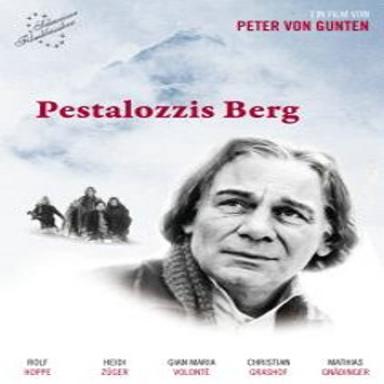 EIN FILM VON
PETER VON GUNTEN
Pestalozzis Berg
ROLF HOPPE
HEIDI ZÜGER
GIAN MARIA VOLONTÉ
CHRISTIAN GRASHOF
MATHIAS GNÄDINGER